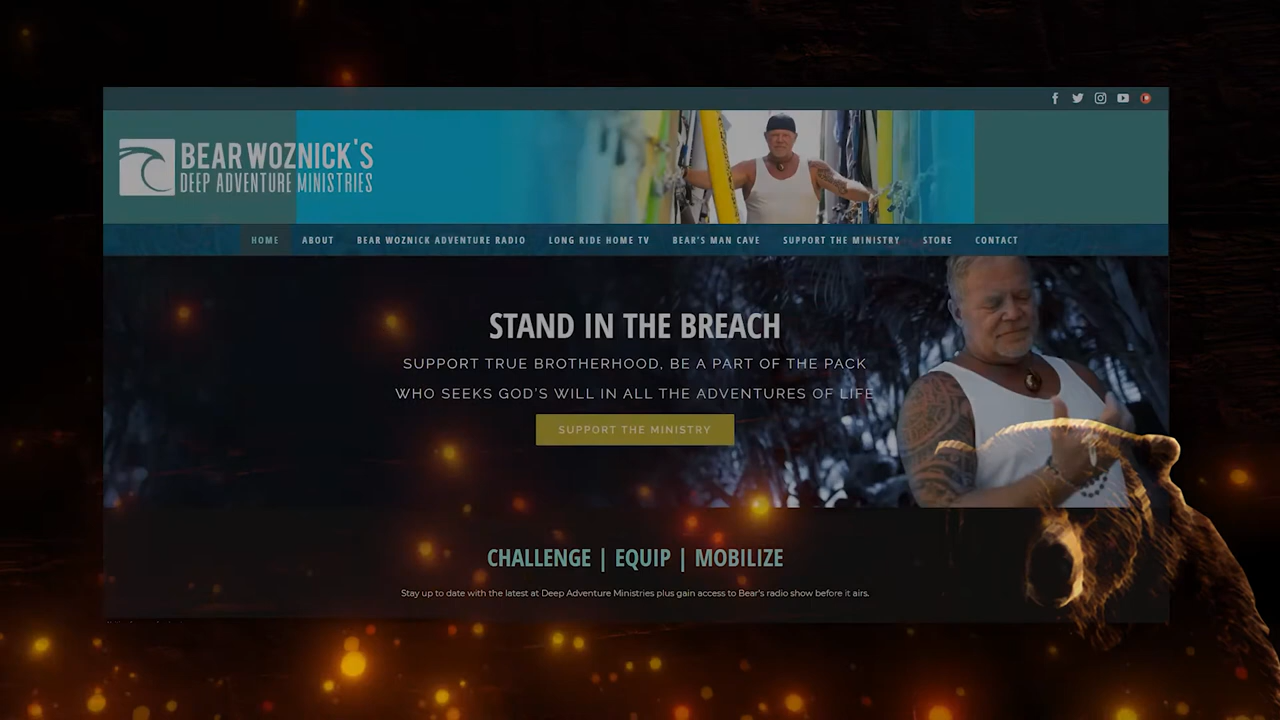 BEAR WOZNICK'S
DEEP ADVENTURE MINISTRIES
HOME ABOUT BEAR WOZNICK ADVENTURE RADIO LONG RIDE HOME TV BEAR'S MAN CAVE SUPPORT THE MINISTRY STORE CONTACT
STAND IN THE BREACH
SUPPORT TRUE BROTHERHOOD, BE A PART OF THE PACK
WHO SEEKS GOD'S WILL IN ALL THE ADVENTURES OF LIFE
SUPPORT THE MINISTRY
CHALLENGE | EQUIP | MOBILIZE
Stay up to date with the latest at Deep Adventure Ministries plus gain access to Bear's radio show before it airs.